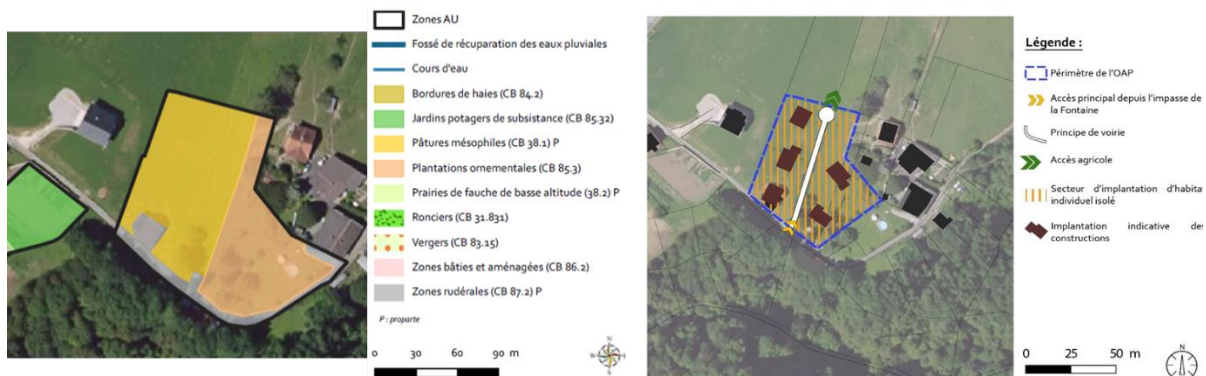 Zones AU
Fossé de récuparation des eaux pluviales
Cours d'eau
Bordures de haies (CB 84.2)
Jardins potagers de subsistance (CB 85.32)
Pâtures mésophiles (CB 38.1) P
Plantations ornementales (CB 85.3)
Prairies de fauche de basse altitude (38.2) P
Ronciers (CB 31.831)
Vergers (CB 83.15)
Zones bâties et aménagées (CB 86.2)
Zones rudérales (CB 87.2) P
P : proparte
0 30 60 90 m
N
W E
S
Légende :
Périmètre de l'OAP
Accès principal depuis l'impasse de
la Fontaine
Principe de voirie
Accès agricole
Secteur d'implantation d'habita
individuel isolé
Implantation indicative des
constructions
0 25 50 m
N